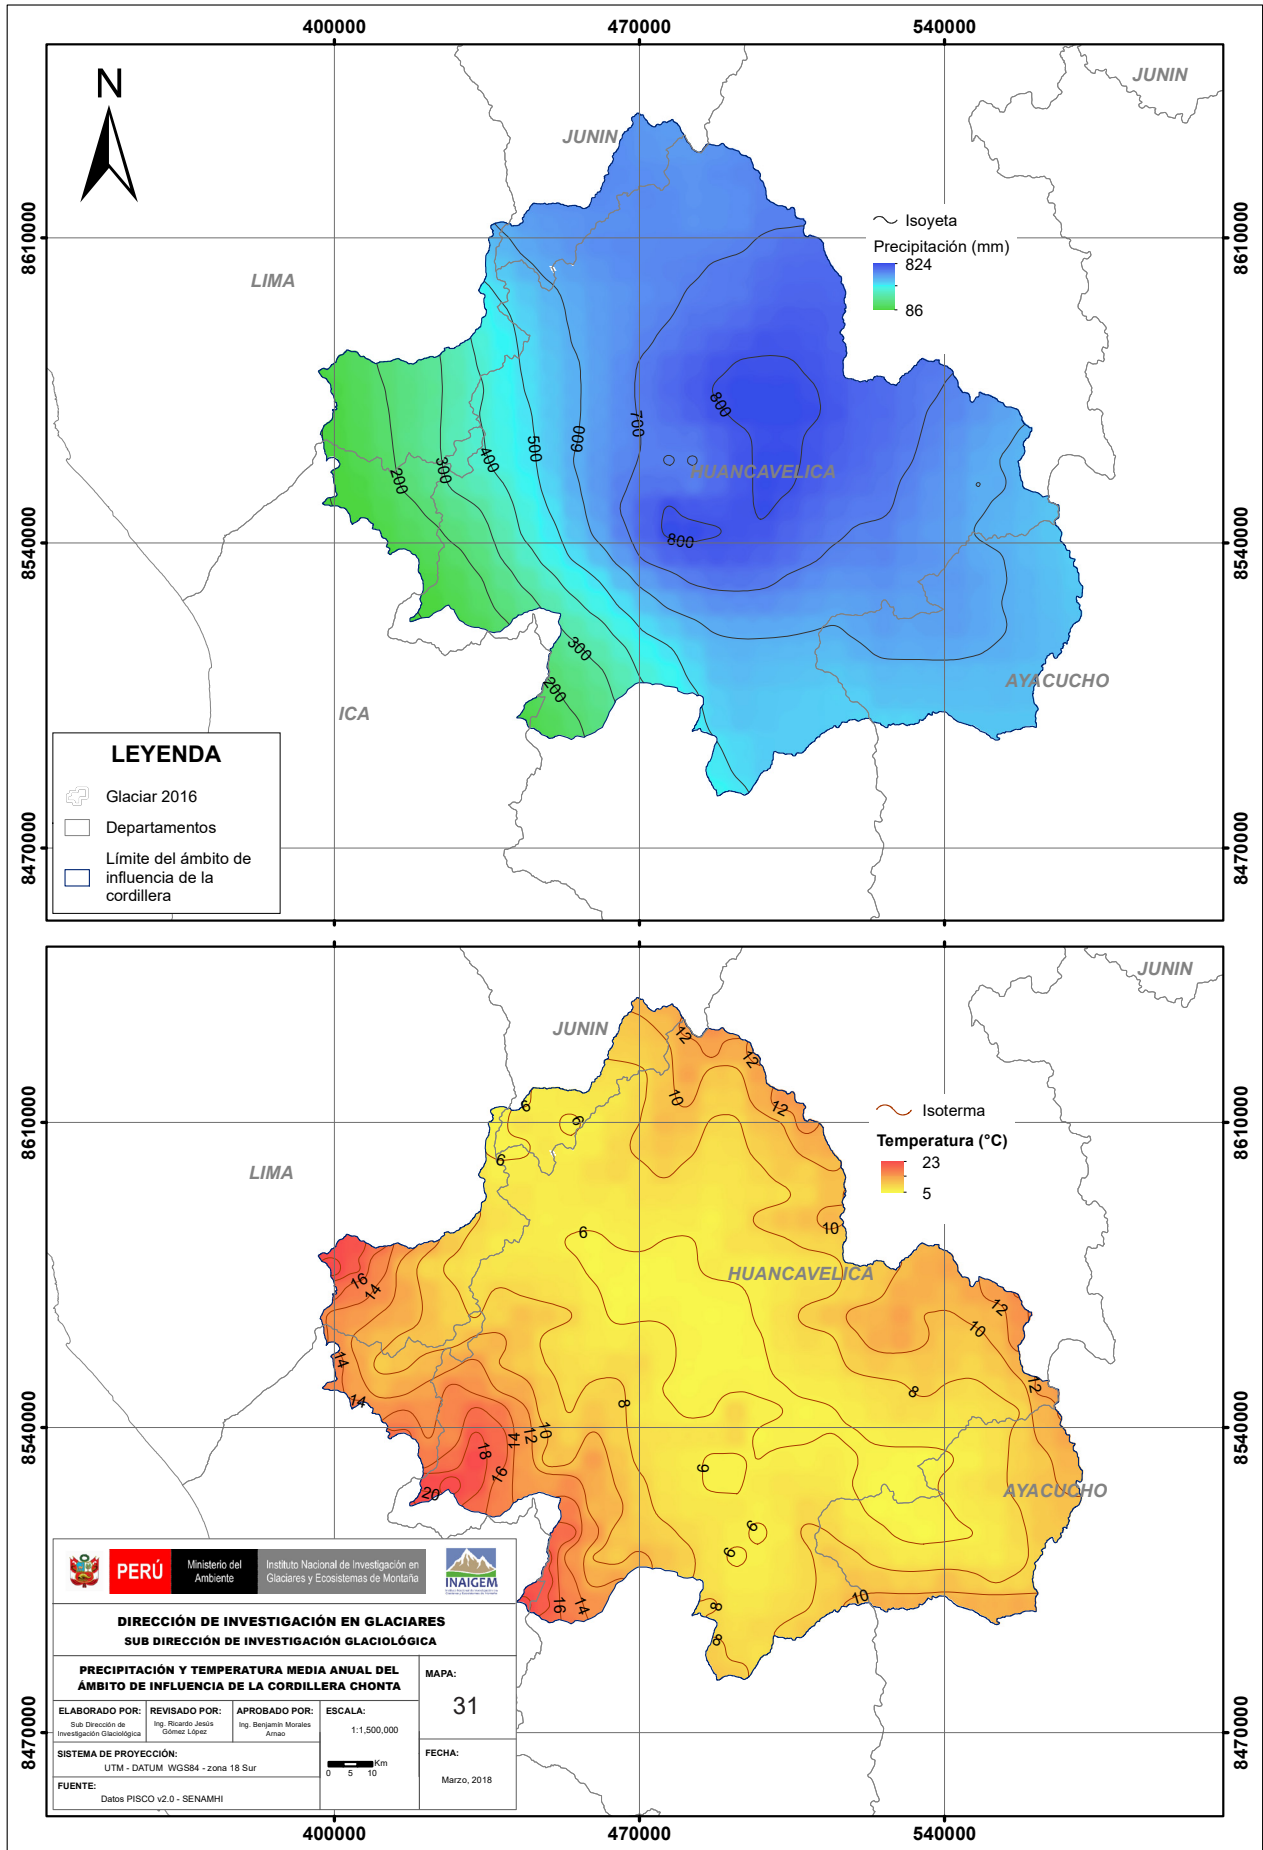 400000
470000
540000
N
JUNIN
JUNIN
8610000
8610000
Isoyeta
Precipitación (mm)
824
86
LIMA
800
700
600
500
400
300
200
HUANCAVELICA
800
8540000
8540000
300
200
AYACUCHO
ICA
LEYENDA
Glaciar 2016
Departamentos
Límite del ámbito de
influencia de la
cordillera
8470000
8470000
JUNIN
JUNIN
12
12
10
12
6
6
6
8610000
8610000
Isoterma
Temperatura (°C)
23
5
LIMA
10
6
HUANCAVELICA
16
14
12
10
14
14
8
12
8
10
12
14
18
16
20
6
8540000
8540000
AYACUCHO
6
6
10
16
14
8
8
PERÚ
Ministerio del
Ambiente
Instituto Nacional de Investigación en
Glaciares y Ecosistemas de Montaña
INAIGEM
DIRECCIÓN DE INVESTIGACIÓN EN GLACIARES
SUB DIRECCIÓN DE INVESTIGACIÓN GLACIOLÓGICA
PRECIPITACIÓN Y TEMPERATURA MEDIA ANUAL DEL
ÁMBITO DE INFLUENCIA DE LA CORDILLERA CHONTA
MAPA:
31
ELABORADO POR:
Sub Dirección de
Investigación Glaciológica
REVISADO POR:
Ing. Ricardo Jesús
Gómez López
APROBADO POR:
Ing. Benjamín Morales
Arnao
ESCALA:
1:1,500,000
Km
0 5 10
SISTEMA DE PROYECCIÓN:
UTM - DATUM WGS84 - zona 18 Sur
FECHA:
Marzo, 2018
FUENTE:
Datos PISCO v2.0 - SENAMHI
8470000
8470000
400000
470000
540000